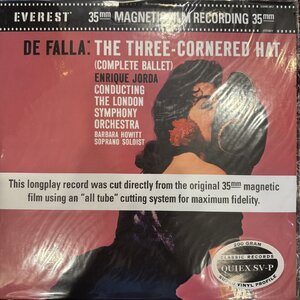 EVEREST 35mm MAGNETIC FILM RECORDING 35mm
DE FALLA: THE THREE-CORNERED HAT
(COMPLETE BALLET)
ENRIQUE JORDA
CONDUCTING
THE LONDON
SYMPHONY
ORCHESTRA
BARBARA HOWITT
SOPRANO SOLOIST
This longplay record was cut directly from the original 35mm magnetic
film using an "all tube" cutting system for maximum fidelity.
200 GRAM
CLASSIC RECORDS
QUIEX SV-P
VINYL PROFILE